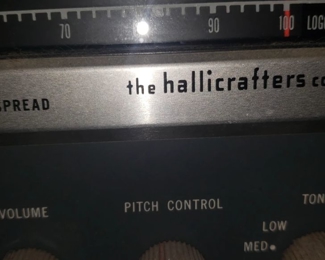 70 90 100 LOG
SPREAD the hallicrafters co
VOLUME PITCH CONTROL TON
LOW
MED